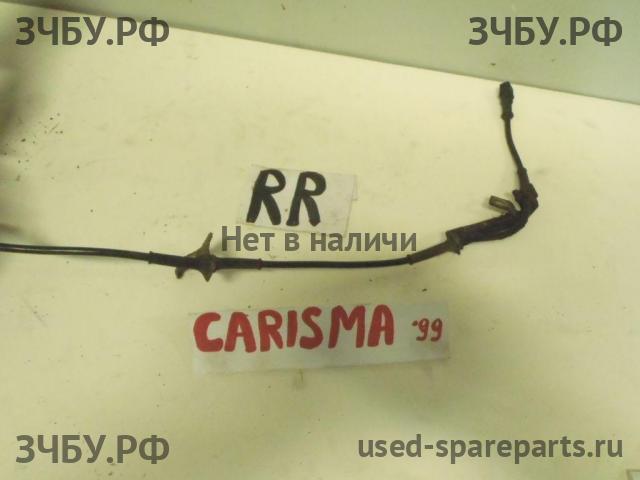 ЗЧБУ.РФ ЗЧБУ.РФ
RR
Нет в наличи
CARISMA -99
ЗЧБУ.РФ used-spareparts.ru